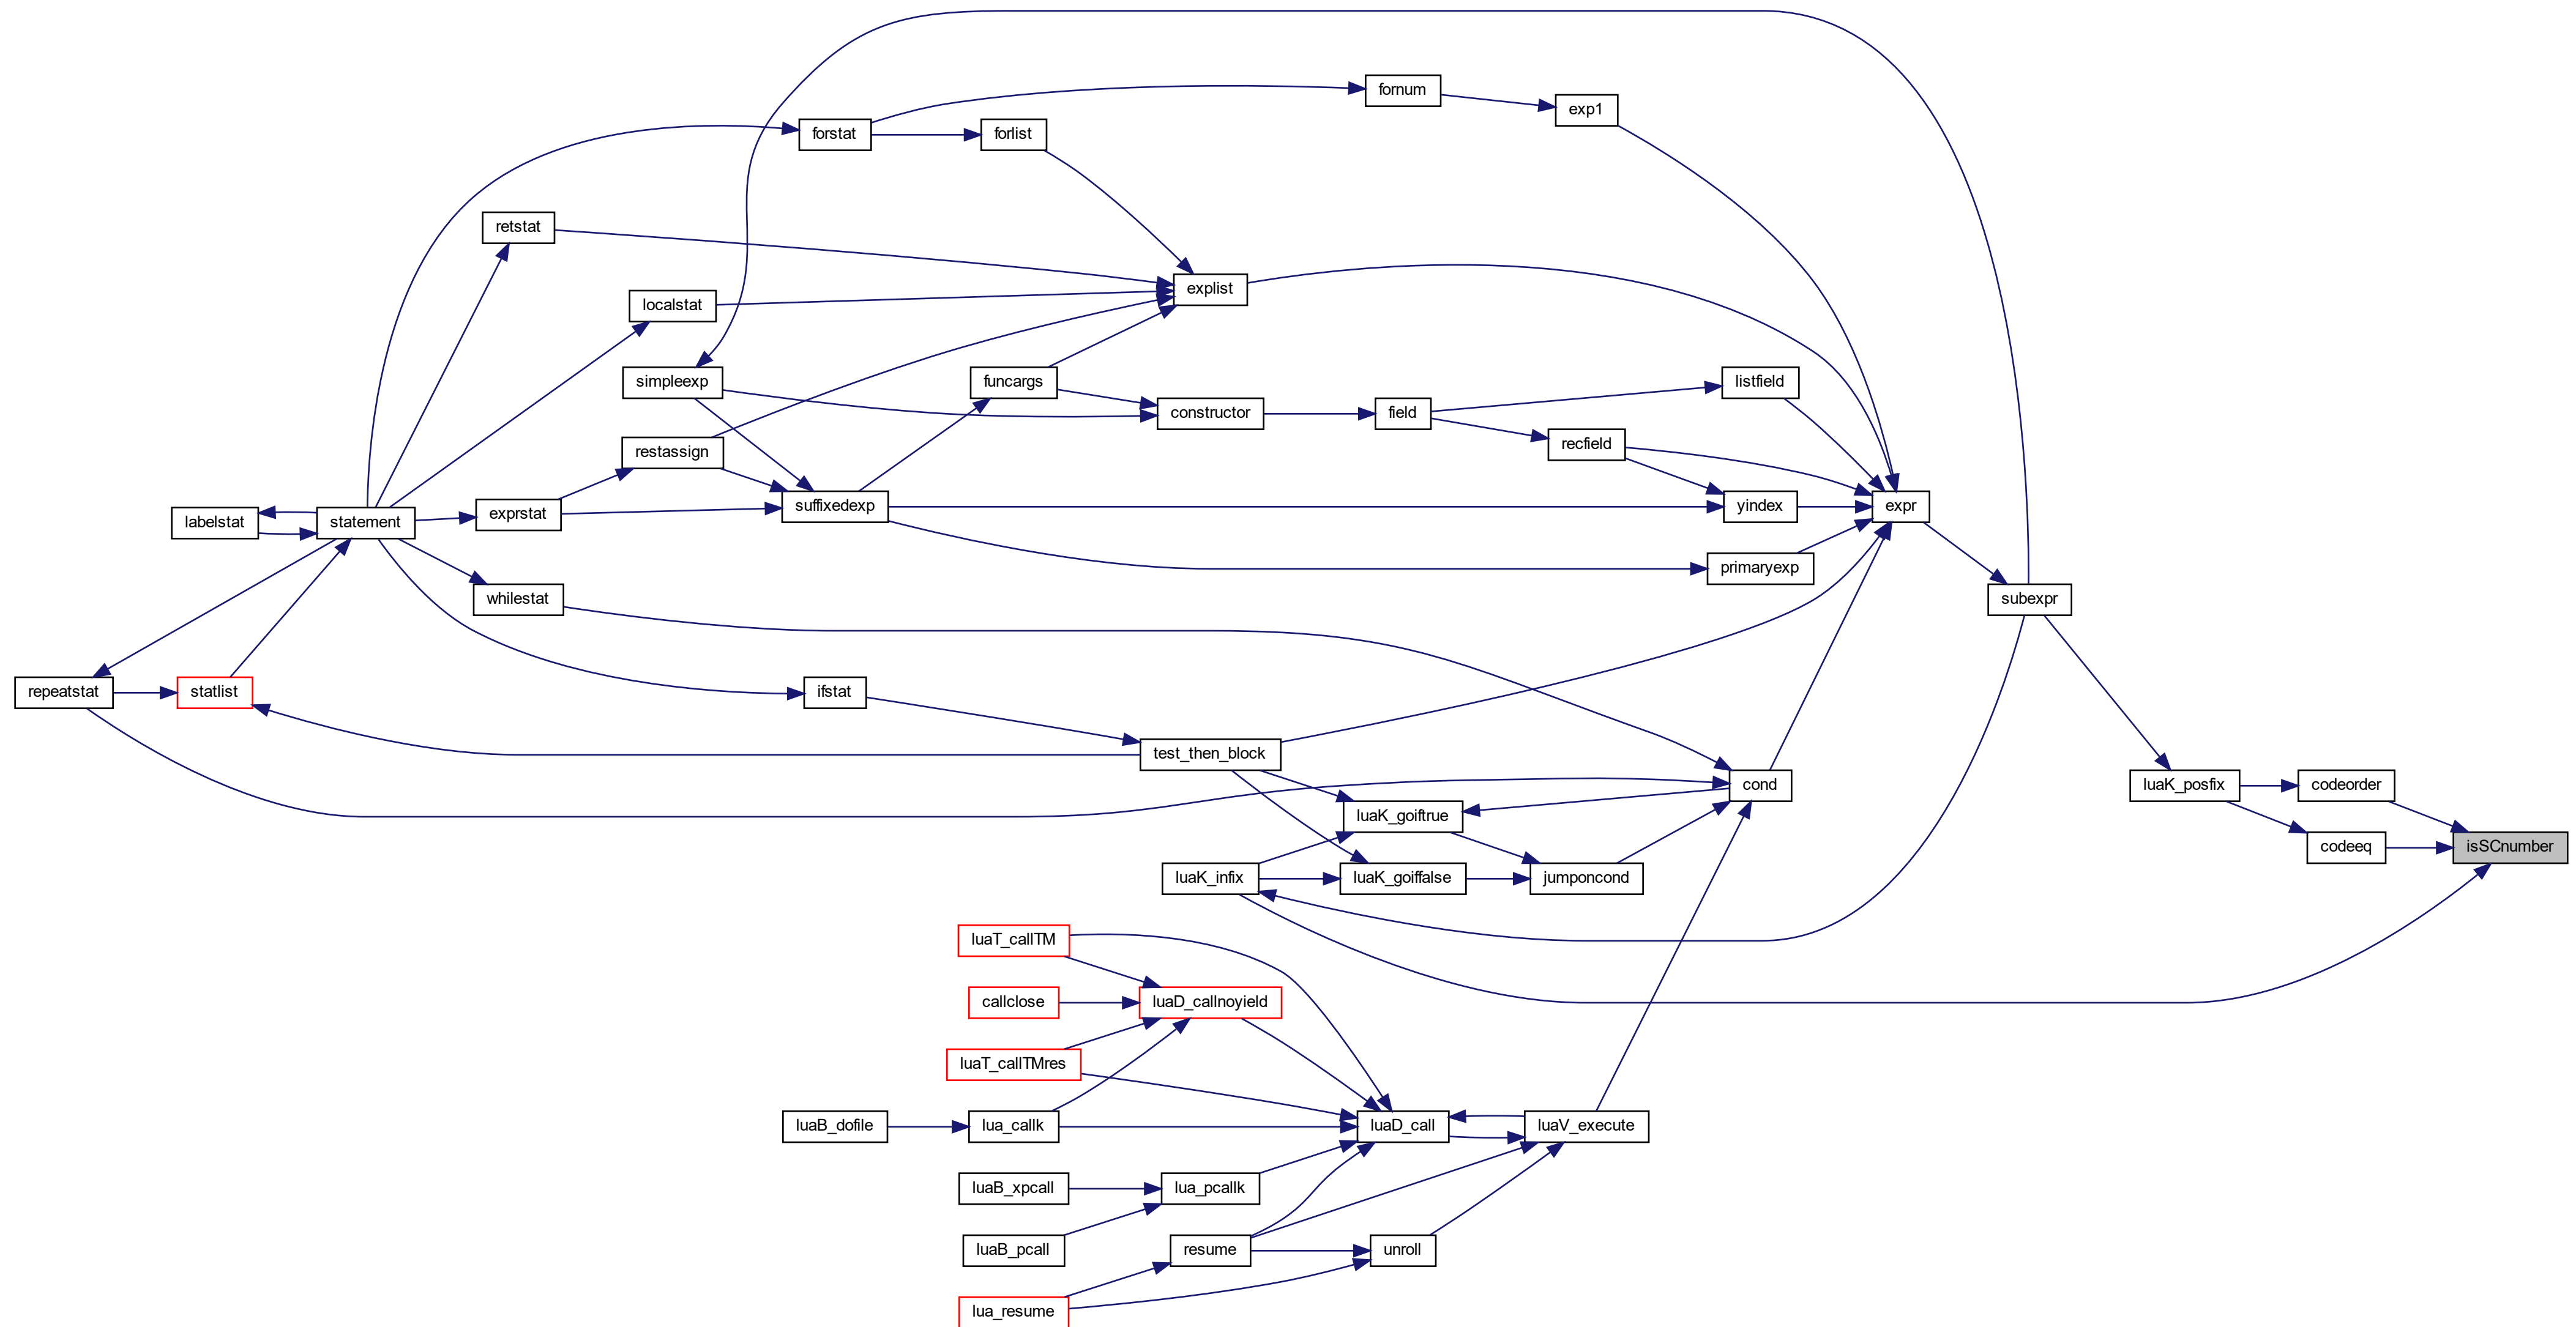 fornum
exp1
forstat
forlist
retstat
explist
localstat
simpleexp
funcargs
listfield
constructor
field
restassign
recfield
labelstat
statement
exprstat
suffixedexp
yindex
expr
primaryexp
whilestat
subexpr
repeatstat
statlist
ifstat
test_then_block
cond
luaK_posfix
codeorder
luaK_goiftrue
codeeq
isSCnumber
luaK_infix
luaK_goiffalse
jumponcond
luaT_callTM
callclose
luaD_callnoyield
luaT_callTMres
luaB_dofile
lua_callk
luaD_call
luaV_execute
luaB_xpcall
lua_pcallk
luaB_pcall
resume
unroll
lua_resume